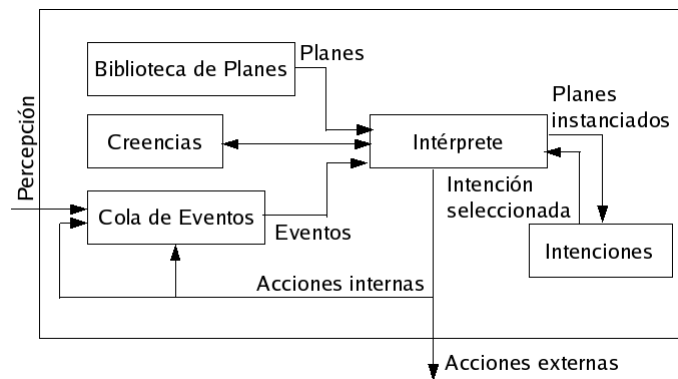 Biblioteca de Planes
Planes
Creencias
Intérprete
Planes
instanciados
Percepción
Cola de Eventos
Eventos
Intención
seleccionada
Intenciones
Acciones internas
Acciones externas